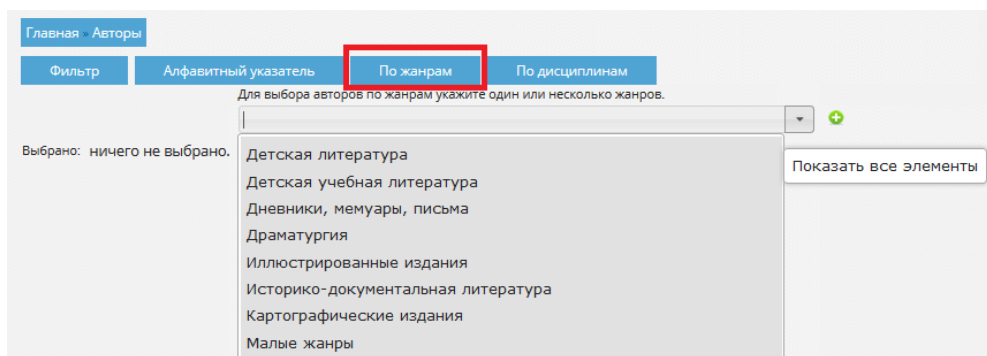 Главная » Авторы
Фильтр Алфавитный указатель По жанрам По дисциплинам
Для выбора авторов по жанрам укажите один или несколько жанров.
Выбрано: ничего не выбрано.
Детская литература
Показать все элементы
Детская учебная литература
Дневники, мемуары, письма
Драматургия
Иллюстрированные издания
Историко-документальная литература
Картографические издания
Малые жанры